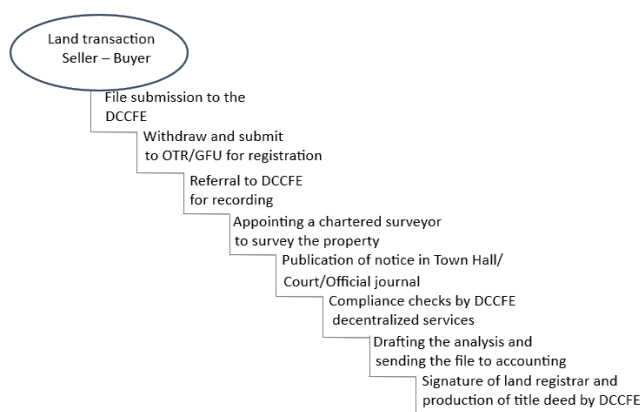 Land transaction
Seller – Buyer
File submission to the
DCCFE
Withdraw and submit
to OTR/GFU for registration
Referral to DCCFE
for recording
Appointing a chartered surveyor
to survey the property
Publication of notice in Town Hall/
Court/Official journal
Compliance checks by DCCFE
decentralized services
Drafting the analysis and
sending the file to accounting
Signature of land registrar and
production of title deed by DCCFE